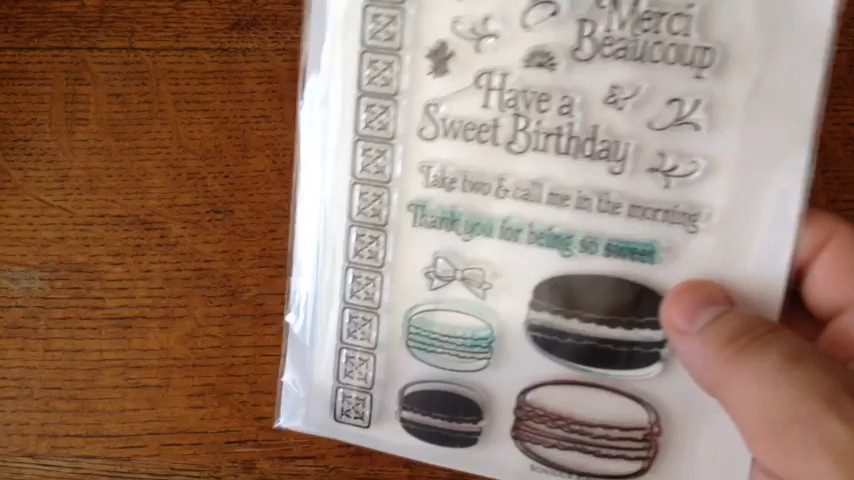 Merci
Beaucoup
Have a
Sweet Birthday
Take two & call me in the morning
Thank you for being so sweet